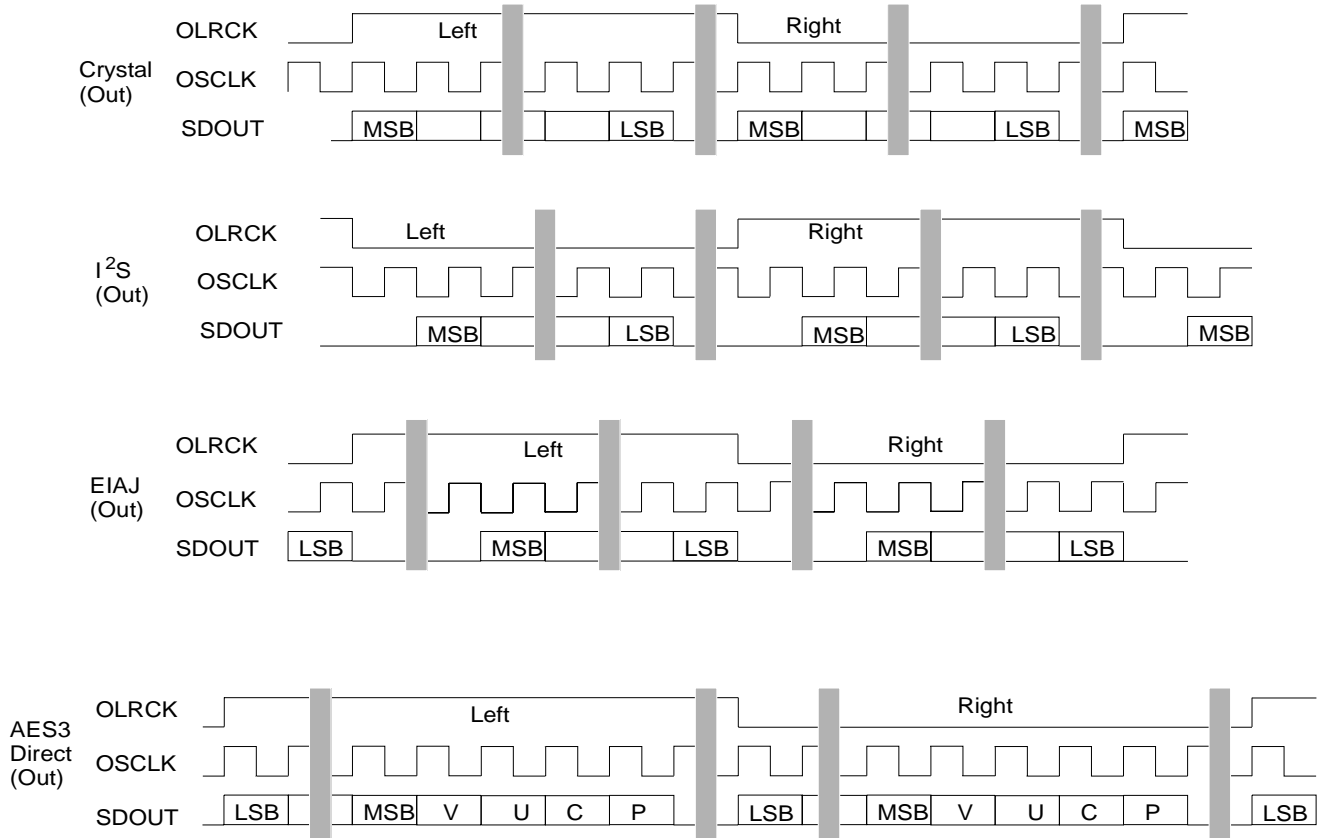 OLRCK Left Right
Crystal
(Out)
OSCLK
SDOUT MSB LSB MSB LSB MSB
OLRCK Left Right
I²S
(Out)
OSCLK
SDOUT MSB LSB MSB LSB MSB
OLRCK Left Right
EIAJ
(Out)
OSCLK
SDOUT LSB MSB LSB MSB LSB
OLRCK Left Right
AES3
Direct
(Out)
OSCLK
SDOUT LSB MSB V U C P LSB MSB V U C P LSB